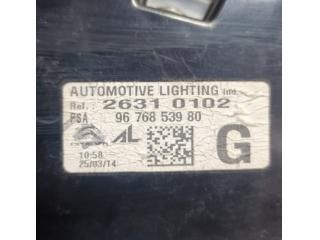 AUTOMOTIVE LIGHTING
Ref. 2631 0102
PSA 96 768 539 80
AL
G
10:58
25/03/14